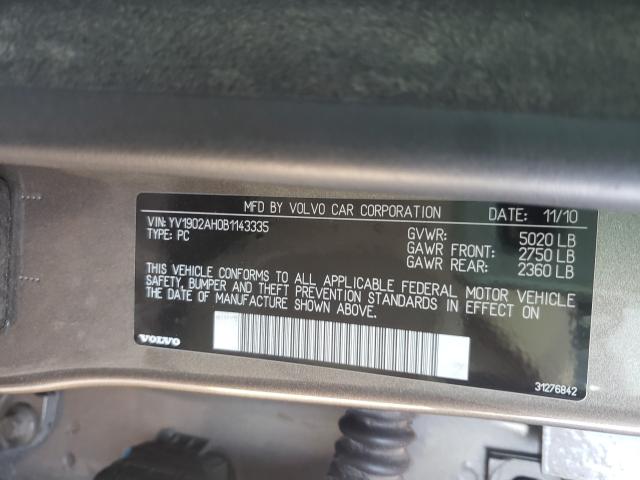 MFD BY VOLVO CAR CORPORATION DATE: 11/10
VIN: YV1902AH0B1143335 GVWR: 5020 LB
TYPE: PC GAWR FRONT: 2750 LB
GAWR REAR: 2360 LB
THIS VEHICLE CONFORMS TO ALL APPLICABLE FEDERAL MOTOR VEHICLE
SAFETY, BUMPER AND THEFT PREVENTION STANDARDS IN EFFECT ON
THE DATE OF MANUFACTURE SHOWN ABOVE.
VOLVO 31276842